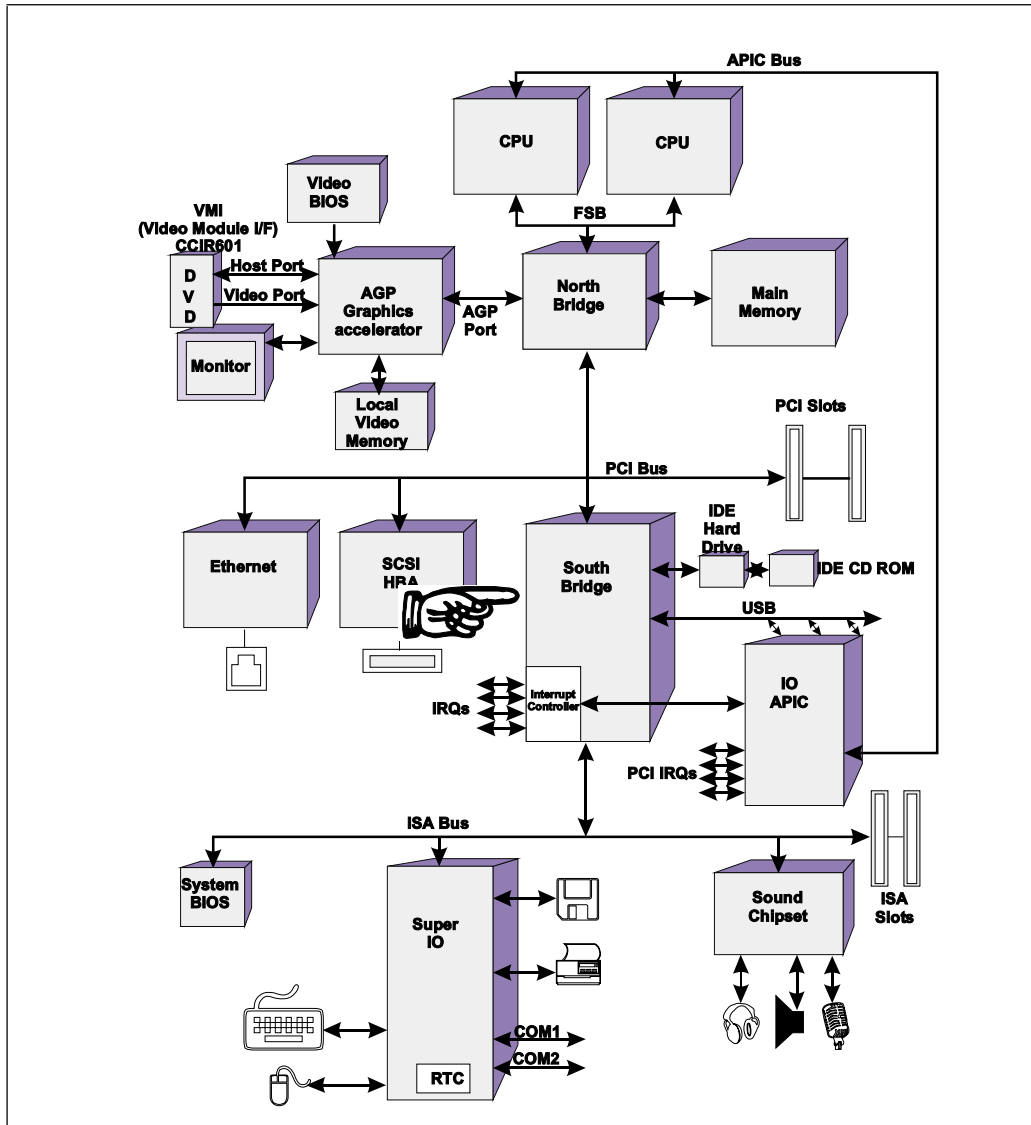 APIC Bus
CPU
CPU
Video
BIOS
FSB
VMI
(Video Module I/F)
CCIR601
Host Port
D
V
D
Video Port
AGP
Graphics
accelerator
AGP
Port
North
Bridge
Main
Memory
Monitor
Local
Video
Memory
PCI Slots
PCI Bus
Ethernet
SCSI
HBA
South
Bridge
IDE
Hard
Drive
IDE CD ROM
USB
IO
APIC
IRQs
Interrupt
Controller
PCI IRQs
ISA Bus
System
BIOS
Super
IO
Sound
Chipset
ISA
Slots
COM1
COM2
RTC